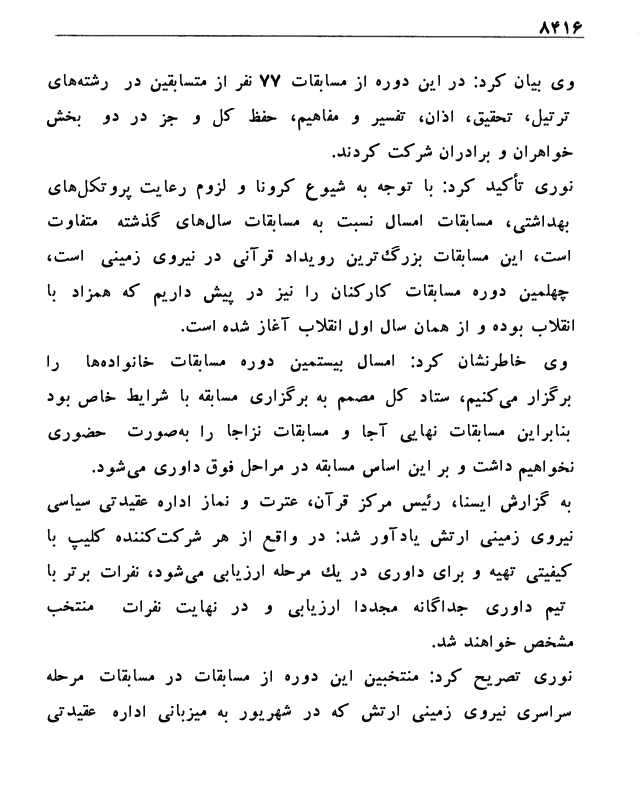 ۸۴۱۶
وی بیان کرد: در این دوره از مسابقات ۷۷ نفر از متسابقین در رشته‌های
ترتیل، تحقیق، اذان، تفسیر و مفاهیم، حفظ کل و جز در دو بخش
خواهران و برادران شرکت کردند.
نوری تأکید کرد: با توجه به شیوع کرونا و لزوم رعایت پروتکل‌های
بهداشتی، مسابقات امسال نسبت به مسابقات سال‌های گذشته متفاوت
است، این مسابقات بزرگ‌ترین رویداد قرآنی در نیروی زمینی است،
چهلمین دوره مسابقات کارکنان را نیز در پیش داریم که همزاد با
انقلاب بوده و از همان سال اول انقلاب آغاز شده است.
وی خاطرنشان کرد: امسال بیستمین دوره مسابقات خانواده‌ها را
برگزار می‌کنیم، ستاد کل مصمم به برگزاری مسابقه با شرایط خاص بود
بنابراین مسابقات نهایی آجا و مسابقات نزاجا را به‌صورت حضوری
نخواهیم داشت و بر این اساس مسابقه در مراحل فوق داوری می‌شود.
به گزارش ایسنا، رئیس مرکز قرآن، عترت و نماز اداره عقیدتی سیاسی
نیروی زمینی ارتش یادآور شد: در واقع از هر شرکت‌کننده کلیپ با
کیفیتی تهیه و برای داوری در یك مرحله ارزیابی می‌شود، نفرات برتر با
تیم داوری جداگانه مجددا ارزیابی و در نهایت نفرات منتخب
مشخص خواهند شد.
نوری تصریح کرد: منتخبین این دوره از مسابقات در مسابقات مرحله
سراسری نیروی زمینی ارتش که در شهریور به میزبانی اداره عقیدتی